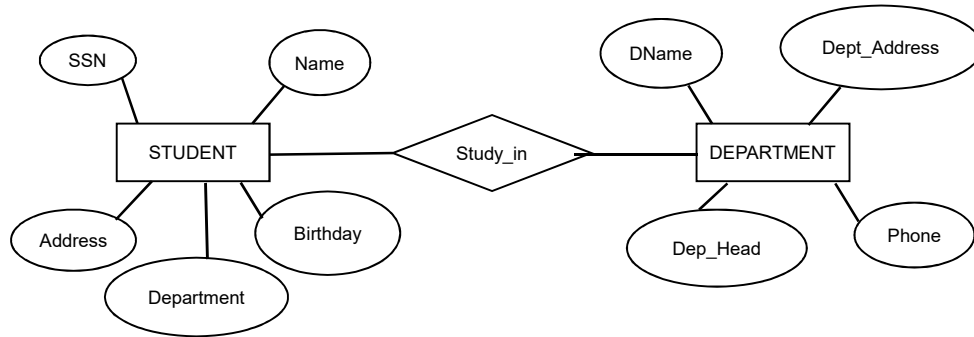 SSN
Name
DName
Dept_Address
STUDENT
Study_in
DEPARTMENT
Address
Birthday
Department
Dep_Head
Phone